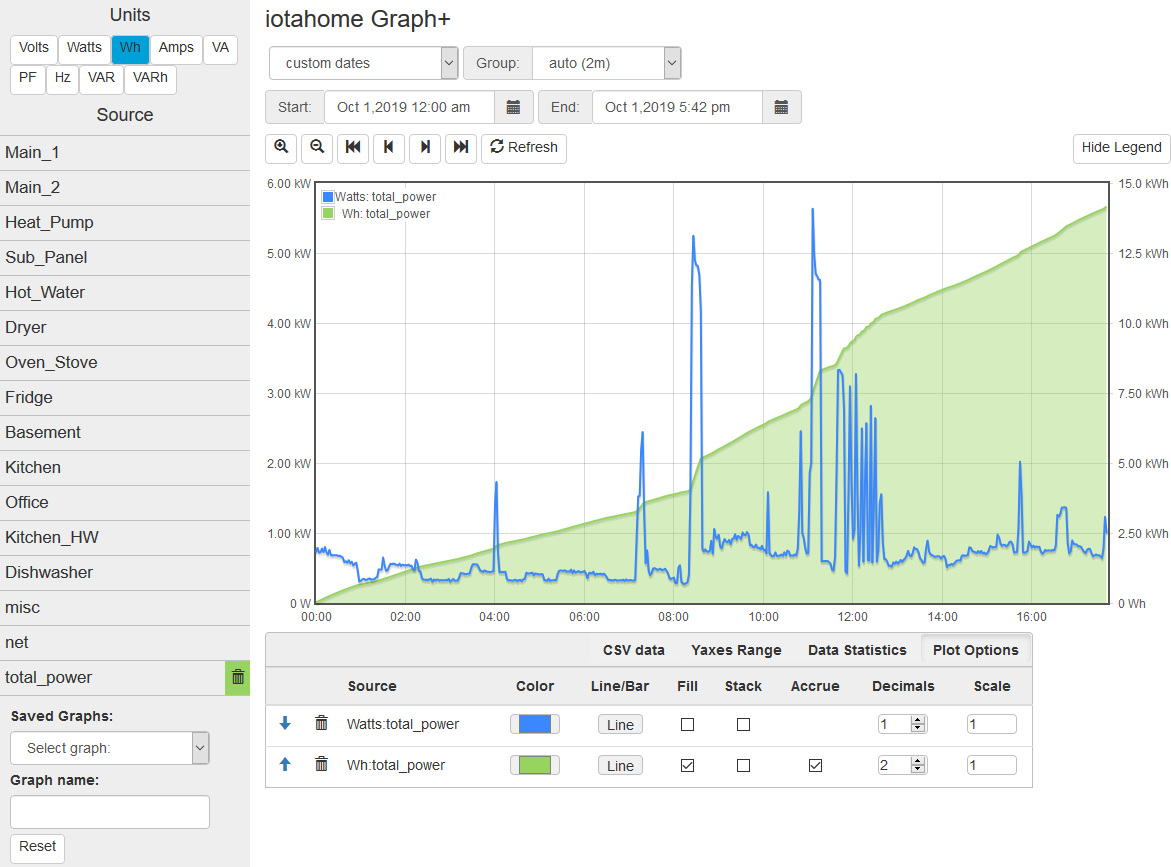 Units
Volts Watts Wh Amps VA
PF Hz VAR VARh
Source
Main_1
Main_2
Heat_Pump
Sub_Panel
Hot_Water
Dryer
Oven_Stove
Fridge
Basement
Kitchen
Office
Kitchen_HW
Dishwasher
misc
net
total_power
Saved Graphs:
Select graph:
Graph name:
Reset
iotahome Graph+
custom dates Group: auto (2m)
Start: Oct 1,2019 12:00 am End: Oct 1,2019 5:42 pm
Refresh Hide Legend
6.00 kW 15.0 kWh
Watts: total_power
Wh: total_power
5.00 kW 12.5 kWh
4.00 kW 10.0 kWh
3.00 kW 7.50 kWh
2.00 kW 5.00 kWh
1.00 kW 2.50 kWh
0 W 0 Wh
00:00 02:00 04:00 06:00 08:00 10:00 12:00 14:00 16:00
CSV data Yaxes Range Data Statistics Plot Options
Source Color Line/Bar Fill Stack Accrue Decimals Scale
Watts:total_power Line 1 1
Wh:total_power Line 2 1